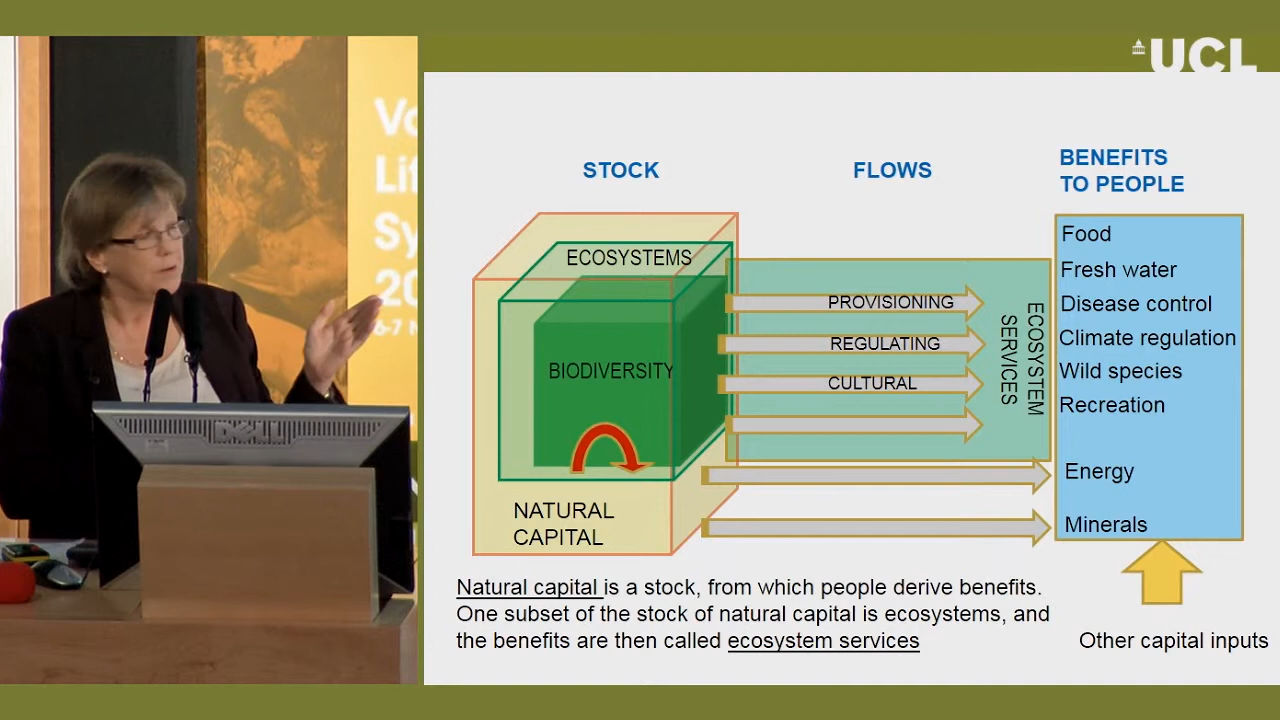 UCL
STOCK
FLOWS
BENEFITS
TO PEOPLE
ECOSYSTEMS
BIODIVERSITY
NATURAL
CAPITAL
PROVISIONING
REGULATING
CULTURAL
ECOSYSTEM
SERVICES
Food
Fresh water
Disease control
Climate regulation
Wild species
Recreation
Energy
Minerals
Natural capital is a stock, from which people derive benefits.
One subset of the stock of natural capital is ecosystems, and
the benefits are then called ecosystem services
Other capital inputs